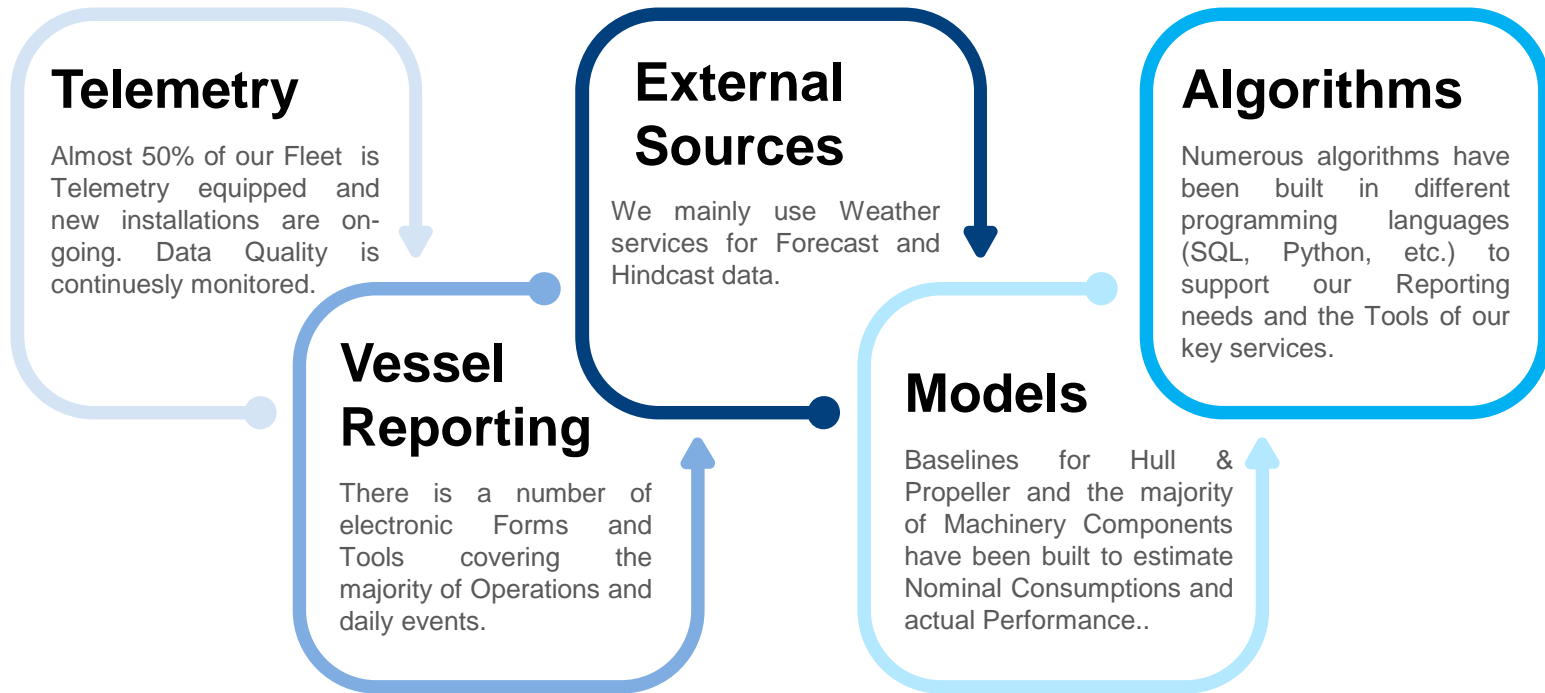 Telemetry
Almost 50% of our Fleet is
Telemetry equipped and
new installations are on-
going. Data Quality is
continuesly monitored.
Vessel
Reporting
There is a number of
electronic Forms and
Tools covering the
majority of Operations and
daily events.
External
Sources
We mainly use Weather
services for Forecast and
Hindcast data.
Models
Baselines for Hull &
Propeller and the majority
of Machinery Components
have been built to estimate
Nominal Consumptions and
actual Performance..
Algorithms
Numerous algorithms have
been built in different
programming languages
(SQL, Python, etc.) to
support our Reporting
needs and the Tools of our
key services.